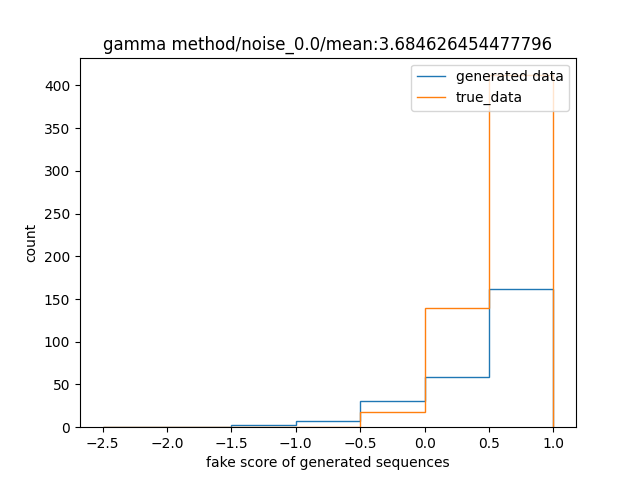 gamma method/noise_0.0/mean:3.684626454477796
generated data
true_data
400
350
300
250
200
150
100
50
0
count
−2.5 −2.0 −1.5 −1.0 −0.5 0.0 0.5 1.0
fake score of generated sequences